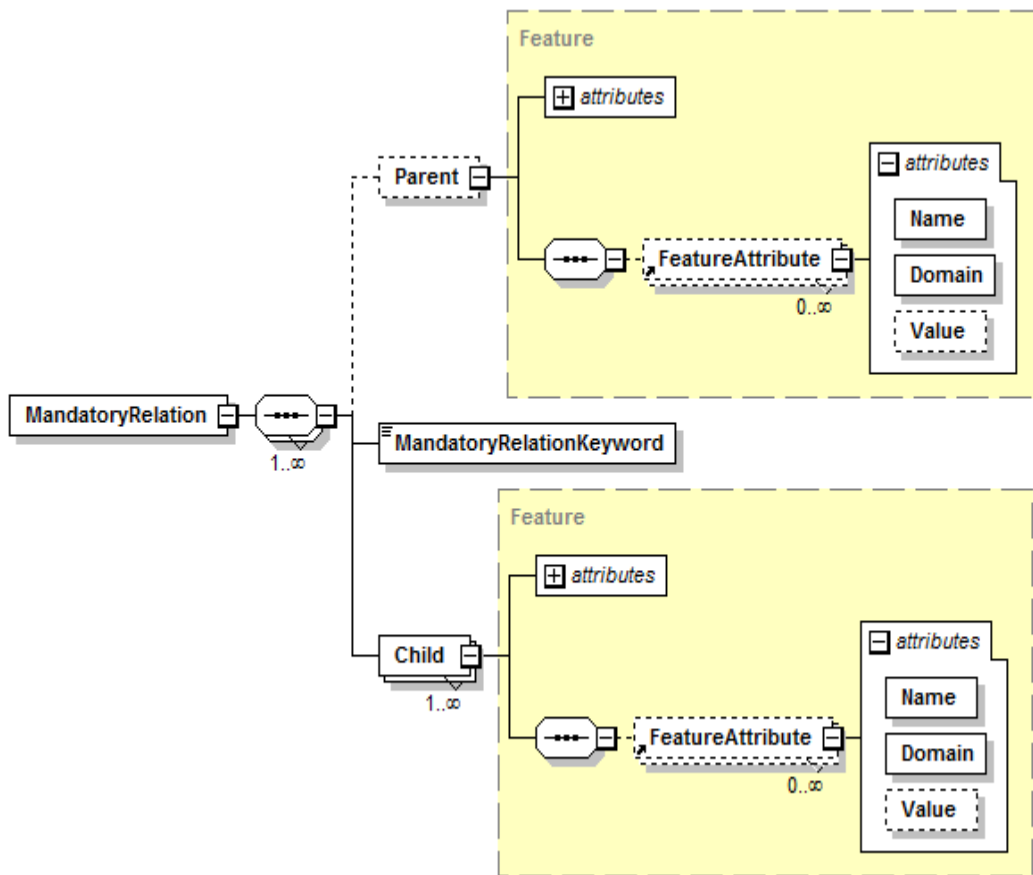 Feature
attributes
Parent
attributes
Name
FeatureAttribute
Domain
0..∞
Value
MandatoryRelation
MandatoryRelationKeyword
1..∞
Feature
attributes
Child
attributes
1..∞
Name
FeatureAttribute
Domain
0..∞
Value